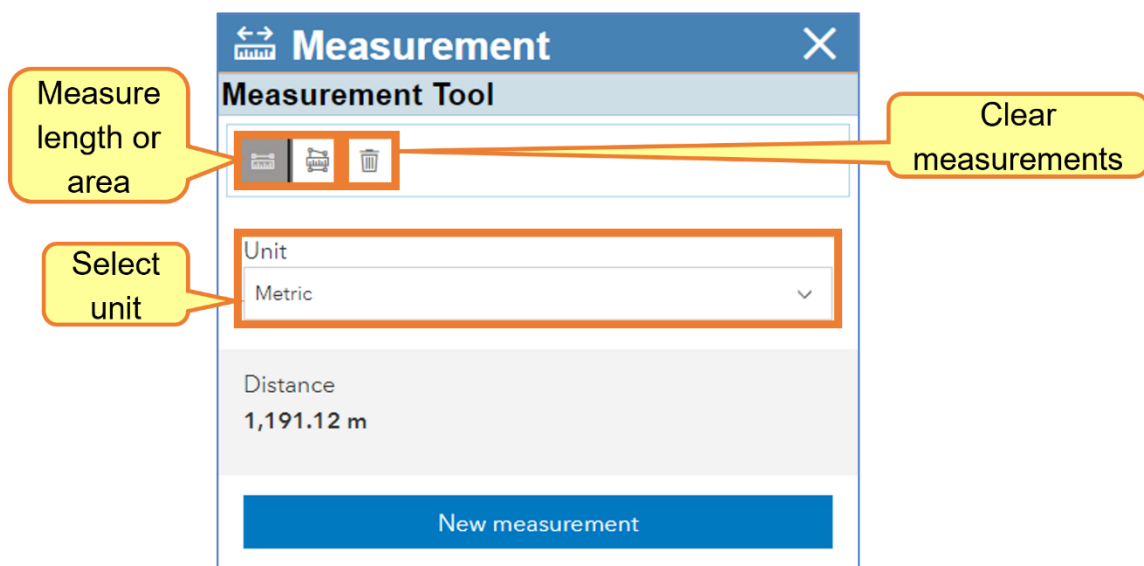 Measurement
Measurement Tool
Measure
length or
area
Clear
measurements
Unit
Metric
Select
unit
Distance
1,191.12 m
New measurement